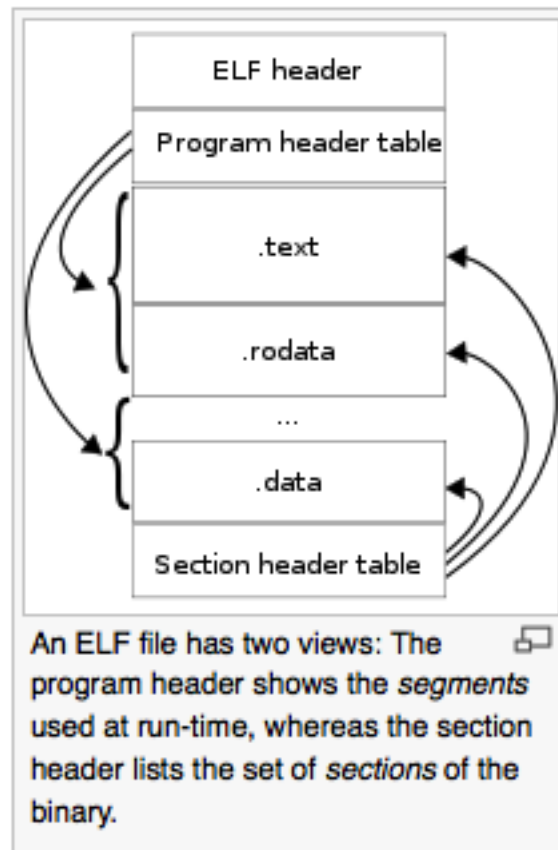 ELF header
Program header table
.text
.rodata
...
.data
Section header table
An ELF file has two views: The
program header shows the segments
used at run-time, whereas the section
header lists the set of sections of the
binary.